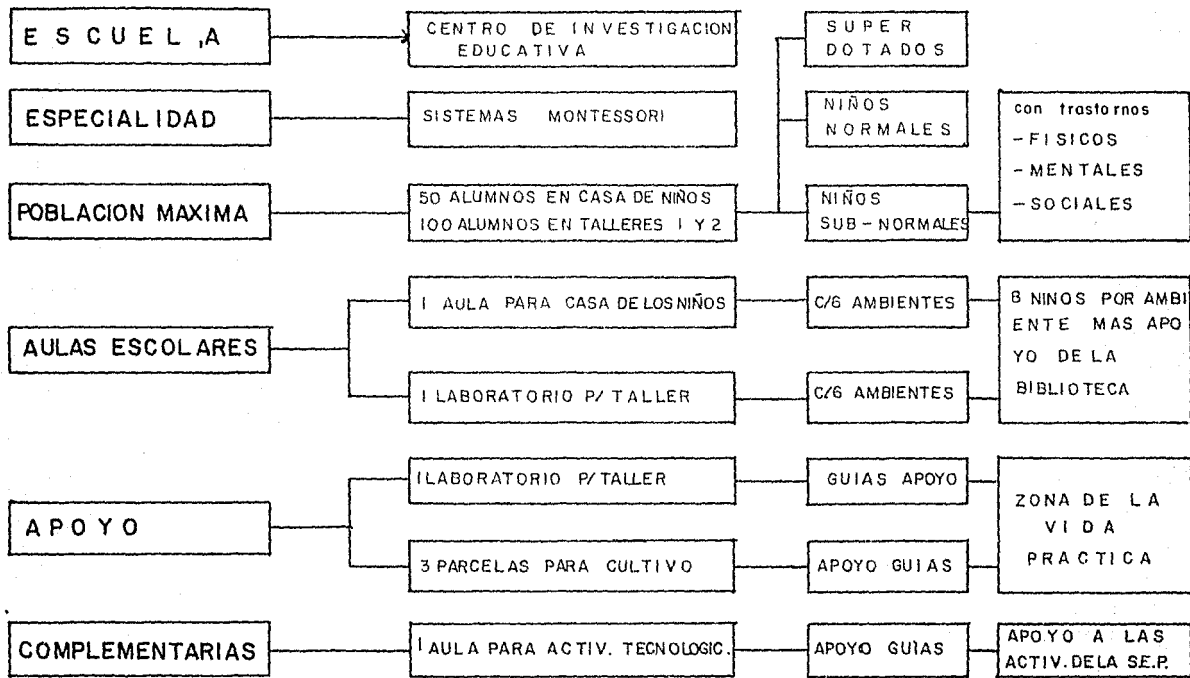 ESCUEL,A
CENTRO DE INVESTIGACION
EDUCATIVA
SUPER
DOTADOS
ESPECIALIDAD
SISTEMAS MONTESSORI
NIÑOS
NORMALES
con trastornos
-FISICOS
-MENTALES
-SOCIALES
POBLACION MAXIMA
50 ALUMNOS EN CASA DE NIÑOS
100 ALUMNOS EN TALLERES 1 Y 2
NIÑOS
SUB-NORMALES
AULAS ESCOLARES
1 AULA PARA CASA DE LOS NIÑOS
C/6 AMBIENTES
8 NINOS POR AMBI
ENTE MAS APO
YO DE LA
BIBLIOTECA
1 LABORATORIO P/ TALLER
C/6 AMBIENTES
APOYO
1 LABORATORIO P/ TALLER
GUIAS APOYO
ZONA DE LA
VIDA
PRACTICA
3 PARCELAS PARA CULTIVO
APOYO GUIAS
COMPLEMENTARIAS
1 AULA PARA ACTIV. TECNOLOGIC.
APOYO GUIAS
APOYO A LAS
ACTIV. DE LA S.E.P.